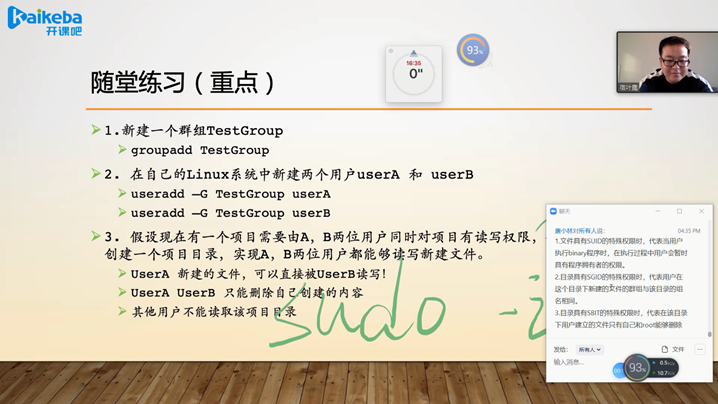 Kaikeba
开课吧
16:35
0"
93%
宿叶露
随堂练习（重点）
1.新建一个群组TestGroup
groupadd TestGroup
2. 在自己的Linux系统中新建两个用户userA 和 userB
useradd –G TestGroup userA
useradd –G TestGroup userB
3. 假设现在有一个项目需要由A，B两位用户同时对项目有读写权限，
创建一个项目目录，实现A，B两位用户都能够读写新建文件。
UserA 新建的文件，可以直接被UserB读写！
UserA UserB 只能删除自己创建的内容
其他用户不能读取该项目目录
sudo -i
聊天
唐小林对所有人说：
04:35 PM
1.文件具有SUID的特殊权限时，代表当用户
执行binary程序时，在执行过程中用户会暂时
具有程序拥有者的权限。
2.目录具有SGID的特殊权限时，代表用户在
这个目录下新建的文件的群组与该目录的组
名相同。
3.目录具有SBIT的特殊权限时，代表在该目录
下用户建立的文件只有自己和root能够删除
发给：
所有人
文件
输入消息...
93%
0.5
10.7